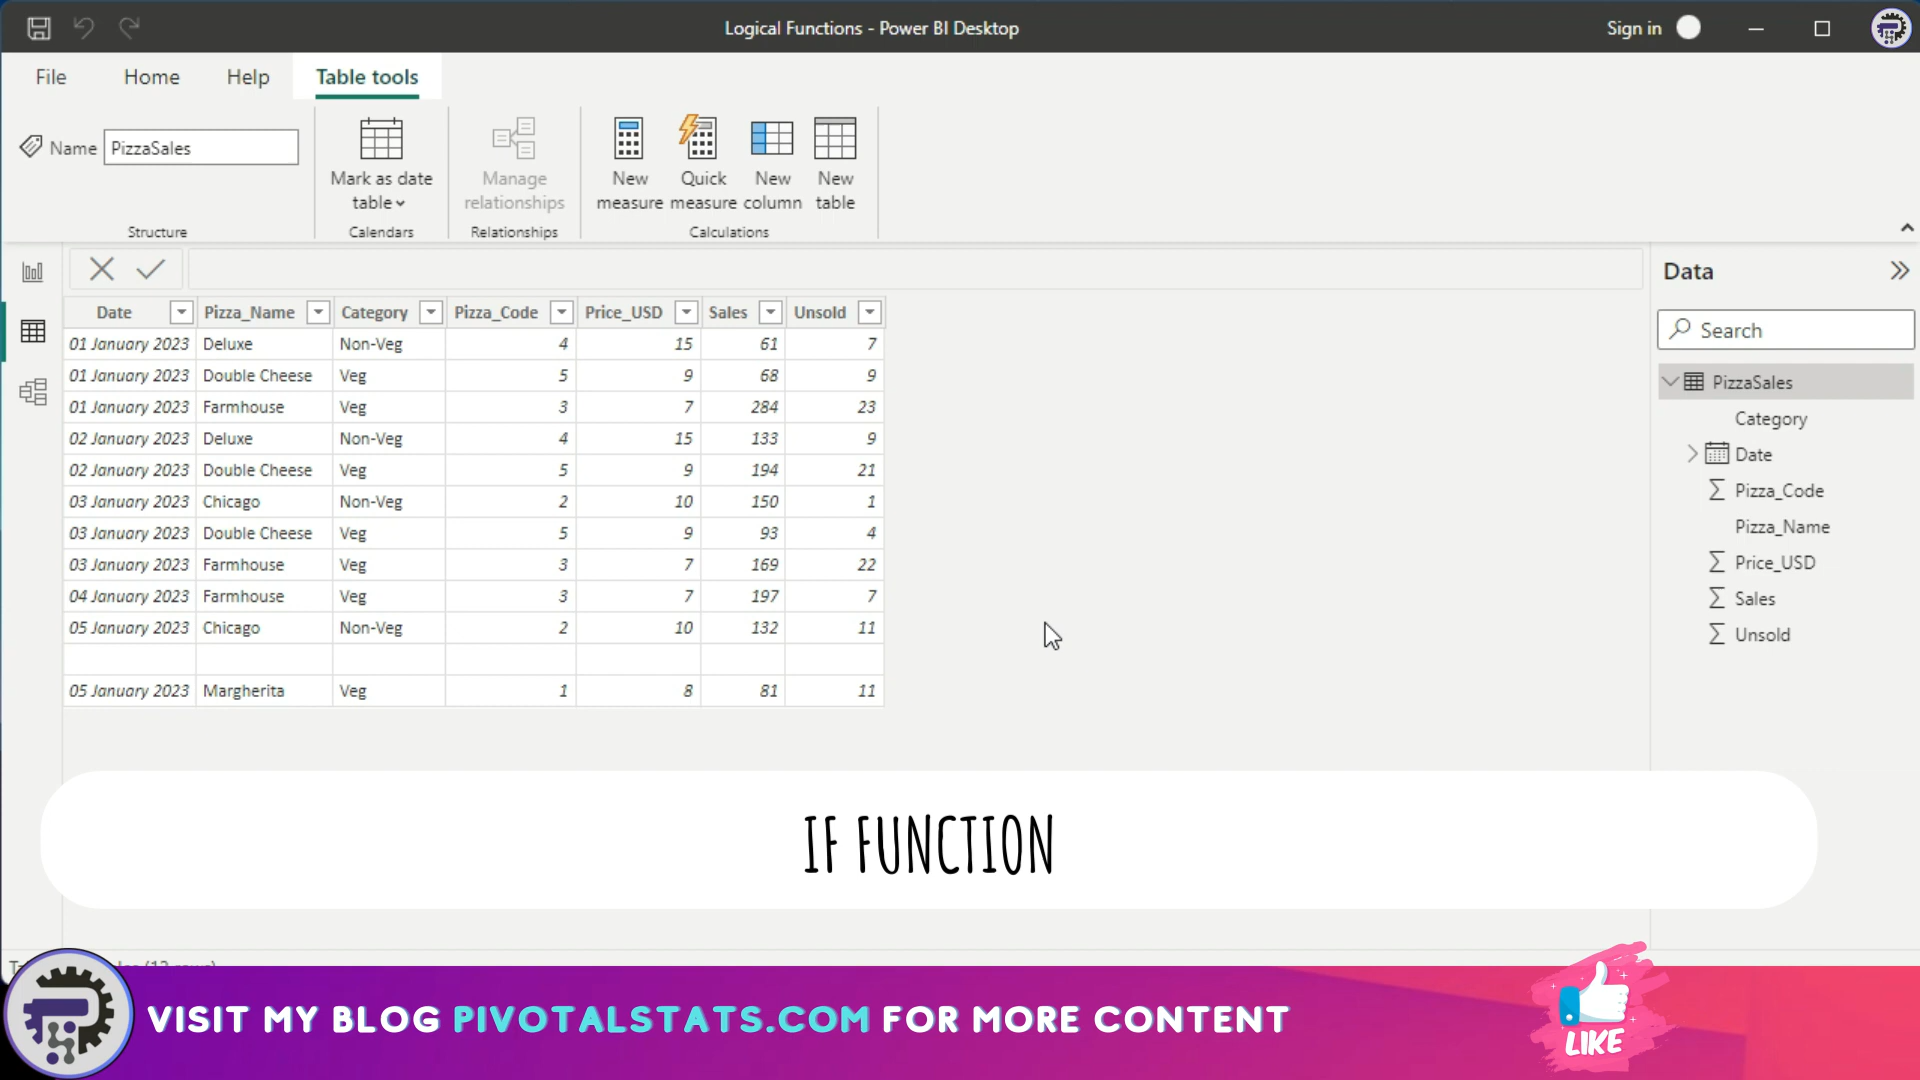 Logical Functions - Power BI Desktop
Sign in
File Home Help Table tools
Name PizzaSales
Mark as date table
Manage relationships
New measure
Quick measure
New column
New table
Structure Calendars Relationships Calculations
Data
Date Pizza_Name Category Pizza_Code Price_USD Sales Unsold
01 January 2023 Deluxe Non-Veg 4 15 61 7
01 January 2023 Double Cheese Veg 5 9 68 9
01 January 2023 Farmhouse Veg 3 7 284 23
02 January 2023 Deluxe Non-Veg 4 15 133 9
02 January 2023 Double Cheese Veg 5 9 194 21
03 January 2023 Chicago Non-Veg 2 10 150 1
03 January 2023 Double Cheese Veg 5 9 93 4
03 January 2023 Farmhouse Veg 3 7 169 22
04 January 2023 Farmhouse Veg 3 7 197 7
05 January 2023 Chicago Non-Veg 2 10 132 11
05 January 2023 Margherita Veg 1 8 81 11
Search
PizzaSales
Category
Date
Pizza_Code
Pizza_Name
Price_USD
Sales
Unsold
IF FUNCTION
VISIT MY BLOG PIVOTALSTATS.COM FOR MORE CONTENT
LIKE